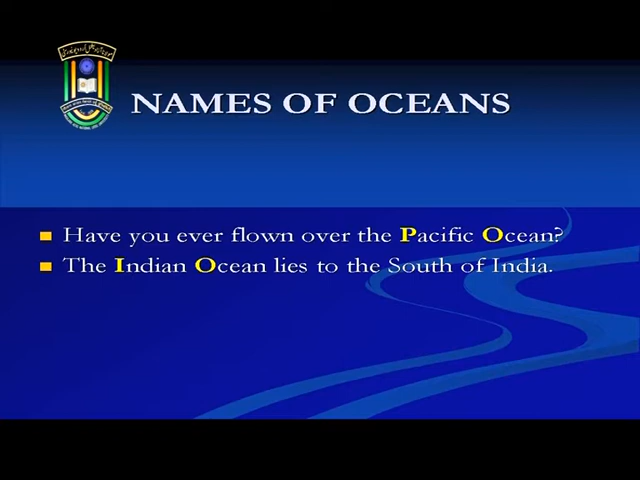 NAMES OF OCEANS
Have you ever flown over the Pacific Ocean?
The Indian Ocean lies to the South of India.